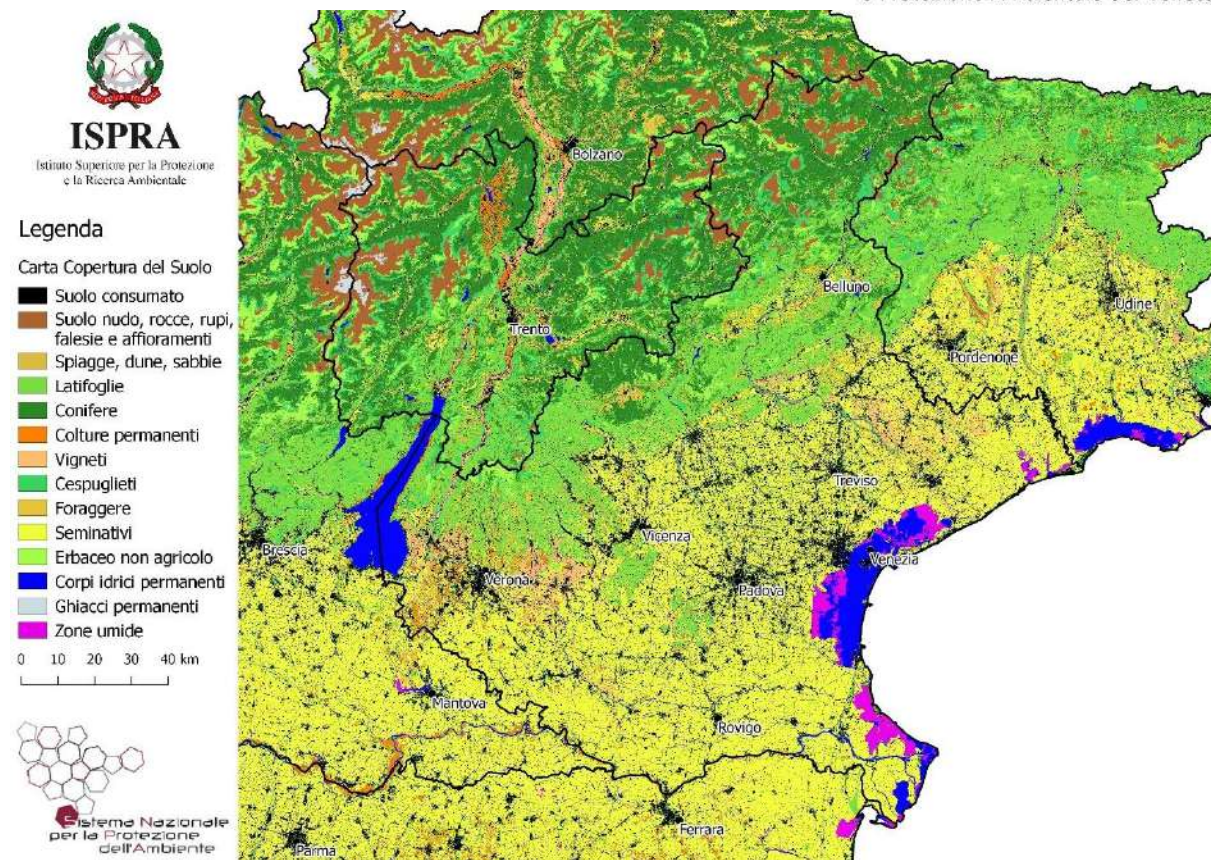 ISPRA
Istituto Superiore per la Protezione
e la Ricerca Ambientale
Legenda
Carta Copertura del Suolo
Suolo consumato
Suolo nudo, rocce, rupi,
falesie e affioramenti
Spiagge, dune, sabbie
Latifoglie
Conifere
Colture permanenti
Vigneti
Cespuglieti
Foraggere
Seminativi
Erbaceo non agricolo
Corpi idrici permanenti
Ghiacci permanenti
Zone umide
0 10 20 30 40 km
Sistema Nazionale
per la Protezione
dell'Ambiente
Bolzano
Belluno
Udine
Trento
Pordenone
Treviso
Brescia
Vicenza
Venezia
Verona
Padova
Mantova
Rovigo
Ferrara
Parma